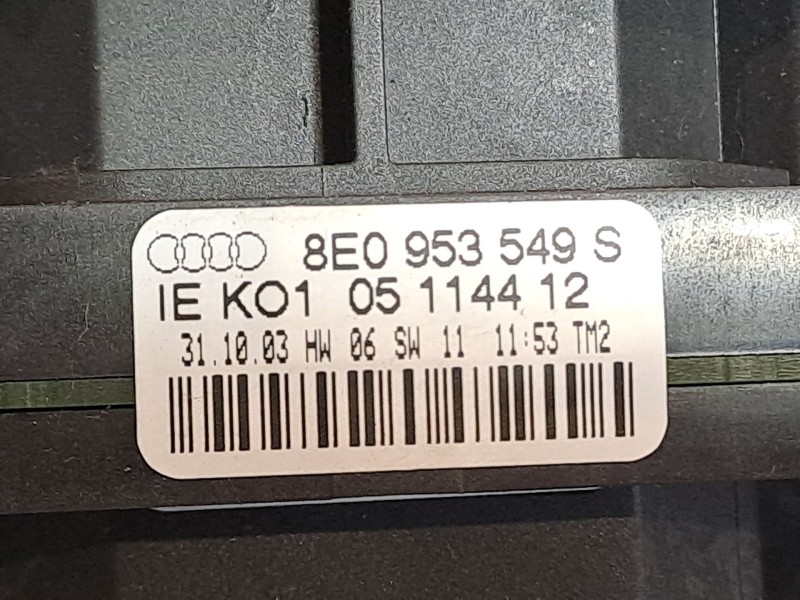 8E0 953 549 S
IE KO1 05 1144 12
31.10.03 HW 06 SW 11 11:53 TM2